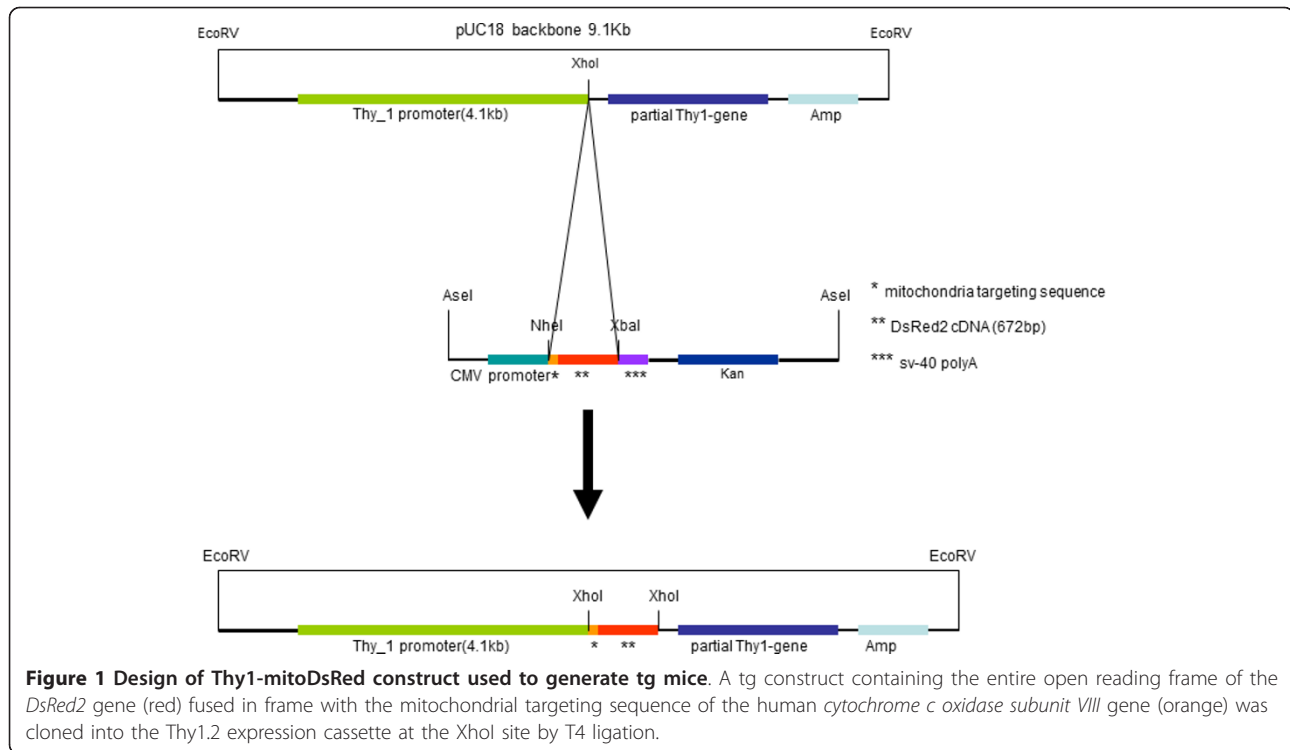 pUC18 backbone 9.1Kb
EcoRV
EcoRV
XhoI
Thy_1 promoter(4.1kb)
partial Thy1-gene
Amp
AseI
AseI
NheI
XbaI
CMV promoter*
**
***
Kan
* mitochondria targeting sequence
** DsRed2 cDNA (672bp)
*** sv-40 polyA
EcoRV
EcoRV
XhoI
XhoI
Thy_1 promoter(4.1kb)
*
**
partial Thy1-gene
Amp
Figure 1 Design of Thy1-mitoDsRed construct used to generate tg mice. A tg construct containing the entire open reading frame of the
DsRed2 gene (red) fused in frame with the mitochondrial targeting sequence of the human cytochrome c oxidase subunit VIII gene (orange) was
cloned into the Thy1.2 expression cassette at the XhoI site by T4 ligation.